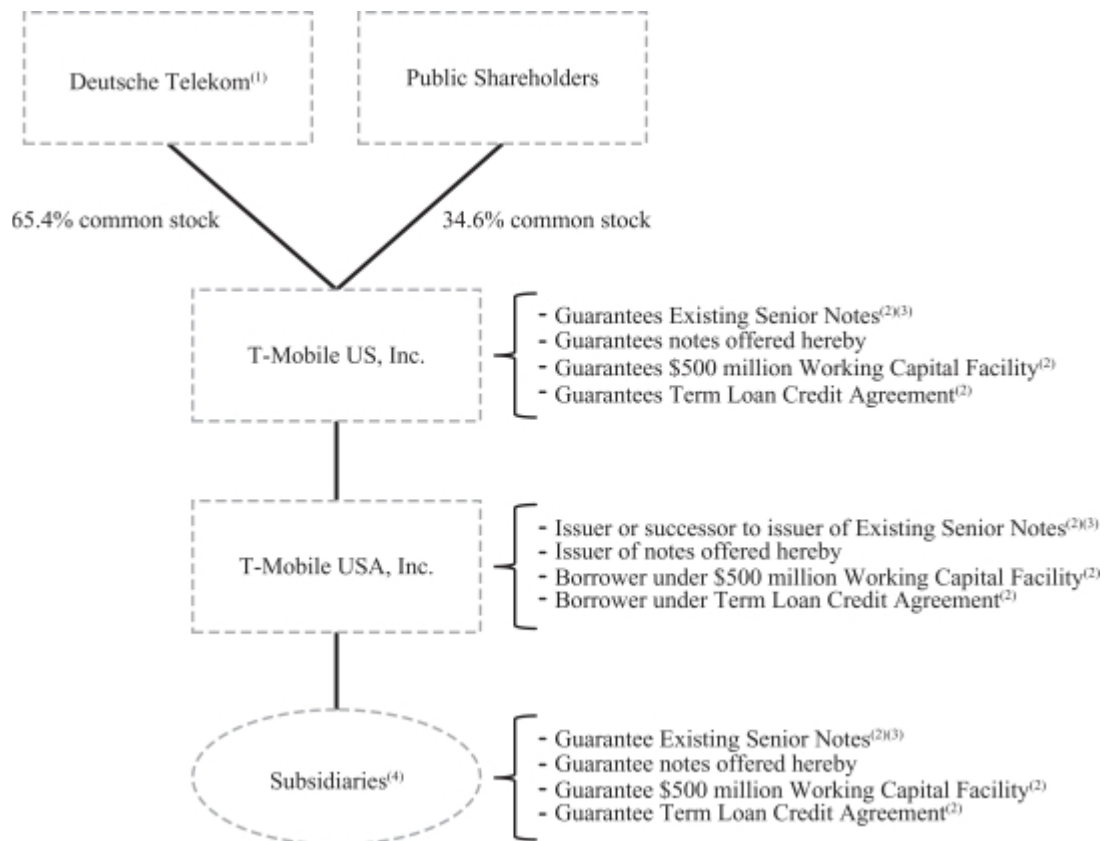 Deutsche Telekom(1)
Public Shareholders
65.4% common stock
34.6% common stock
T-Mobile US, Inc.
- Guarantees Existing Senior Notes(2)(3)
- Guarantees notes offered hereby
- Guarantees $500 million Working Capital Facility(2)
- Guarantees Term Loan Credit Agreement(2)
T-Mobile USA, Inc.
- Issuer or successor to issuer of Existing Senior Notes(2)(3)
- Issuer of notes offered hereby
- Borrower under $500 million Working Capital Facility(2)
- Borrower under Term Loan Credit Agreement(2)
Subsidiaries(4)
- Guarantee Existing Senior Notes(2)(3)
- Guarantee notes offered hereby
- Guarantee $500 million Working Capital Facility(2)
- Guarantee Term Loan Credit Agreement(2)